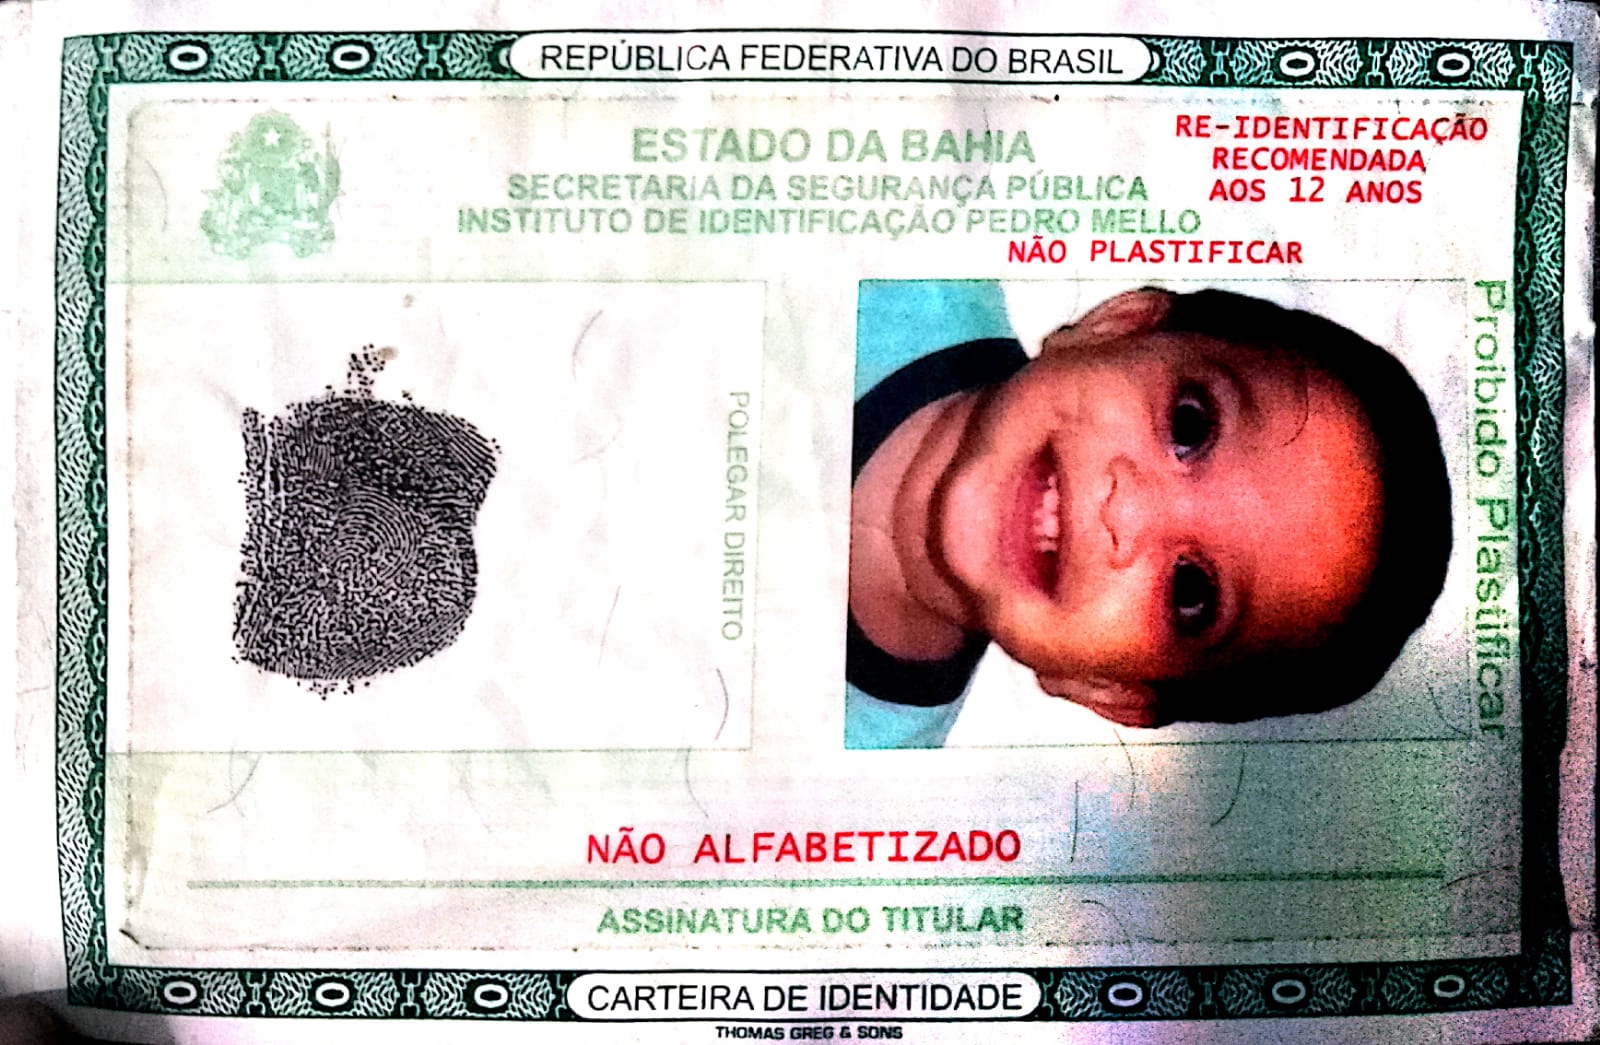 REPÚBLICA FEDERATIVA DO BRASIL
ESTADO DA BAHIA
SECRETARIA DA SEGURANÇA PÚBLICA
INSTITUTO DE IDENTIFICAÇÃO PEDRO MELLO
RE-IDENTIFICAÇÃO
RECOMENDADA
AOS 12 ANOS
NÃO PLASTIFICAR
POLEGAR DIREITO
Proibido Plastificar
NÃO ALFABETIZADO
ASSINATURA DO TITULAR
CARTEIRA DE IDENTIDADE
THOMAS GREG & SONS